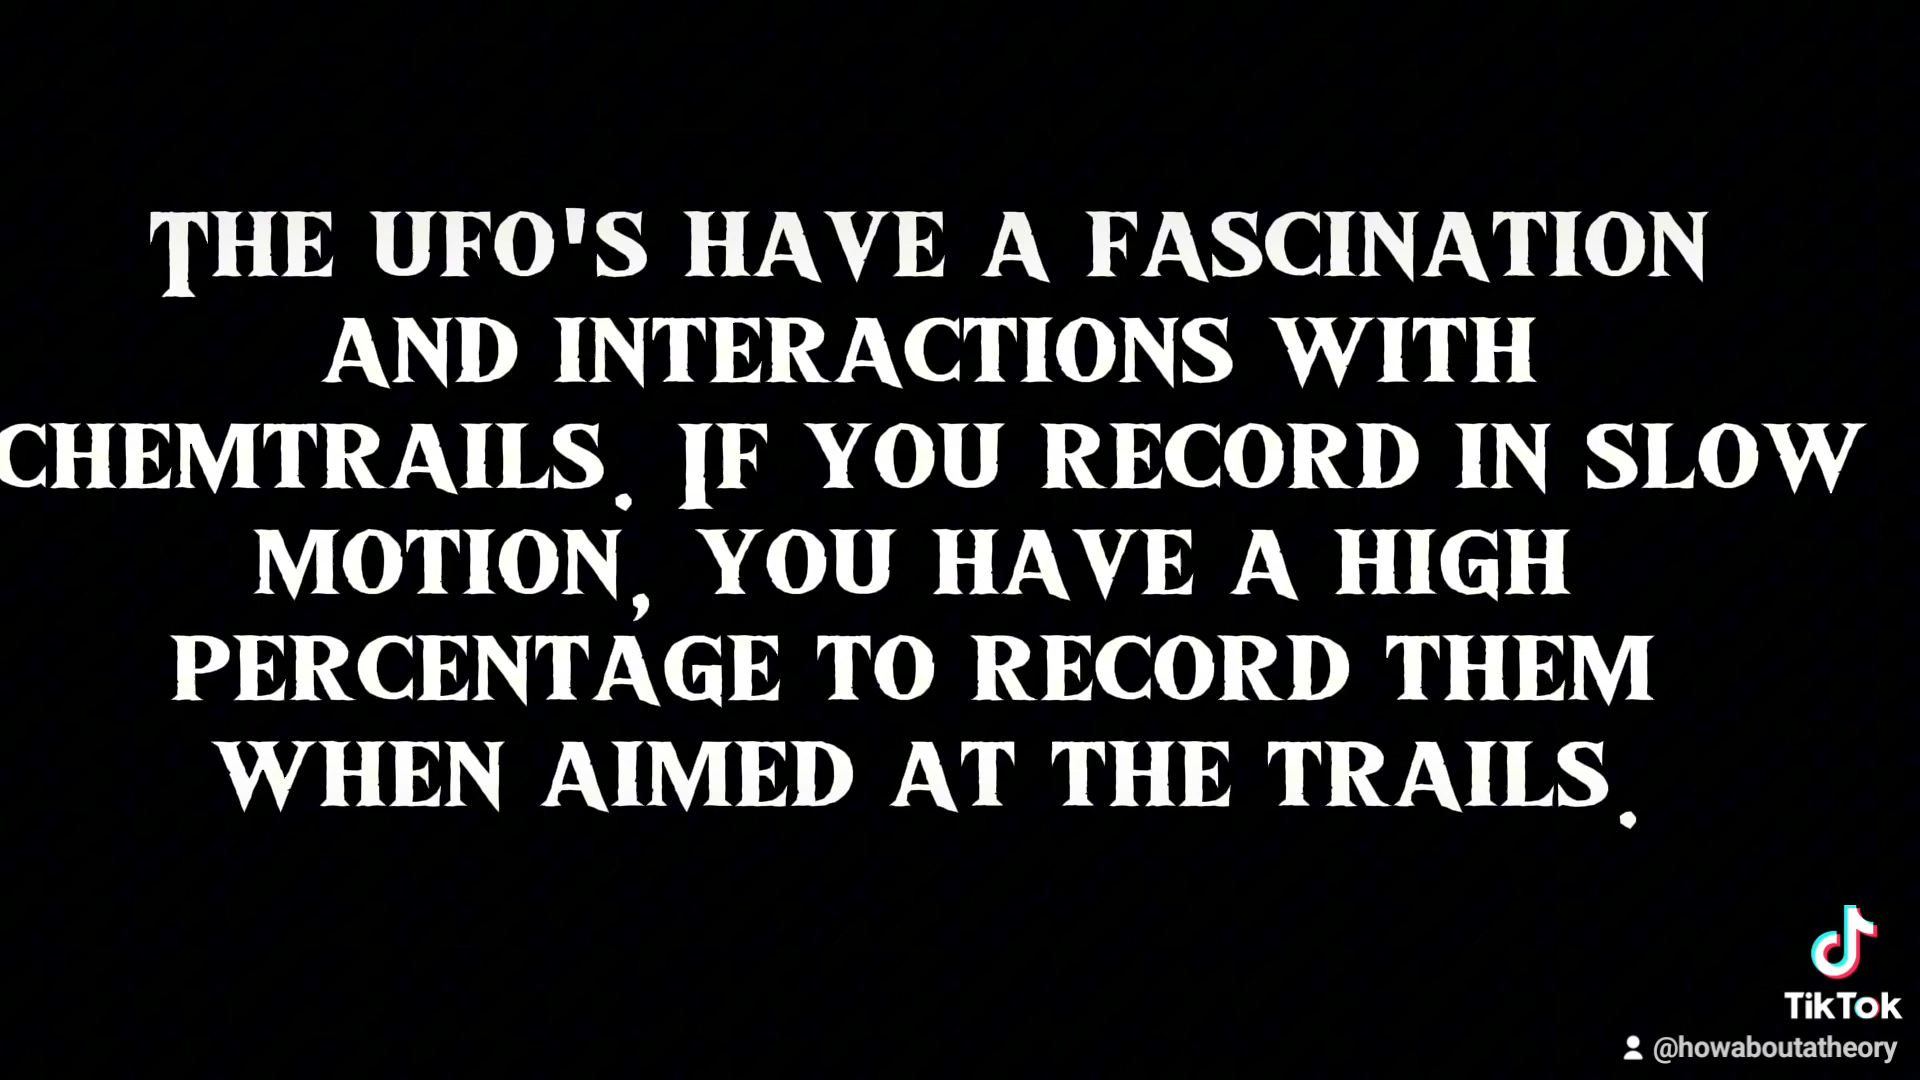 The UFO's have a fascination
and interactions with
chemtrails. If you record in slow
motion, you have a high
percentage to record them
when aimed at the trails.
TikTok
@howaboutatheory